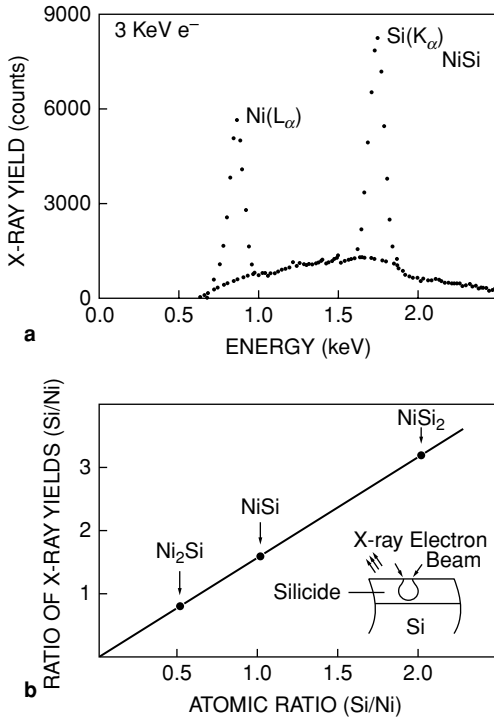 3 KeV e⁻
Si(Kα)
NiSi
Ni(Lα)
X-RAY YIELD (counts)
9000
6000
3000
0
0.0 0.5 1.0 1.5 2.0
ENERGY (keV)
a
RATIO OF X-RAY YIELDS (Si/Ni)
3
2
1
NiSi₂
NiSi
Ni₂Si
X-ray Electron
Beam
Silicide
Si
0.5 1.0 1.5 2.0
ATOMIC RATIO (Si/Ni)
b